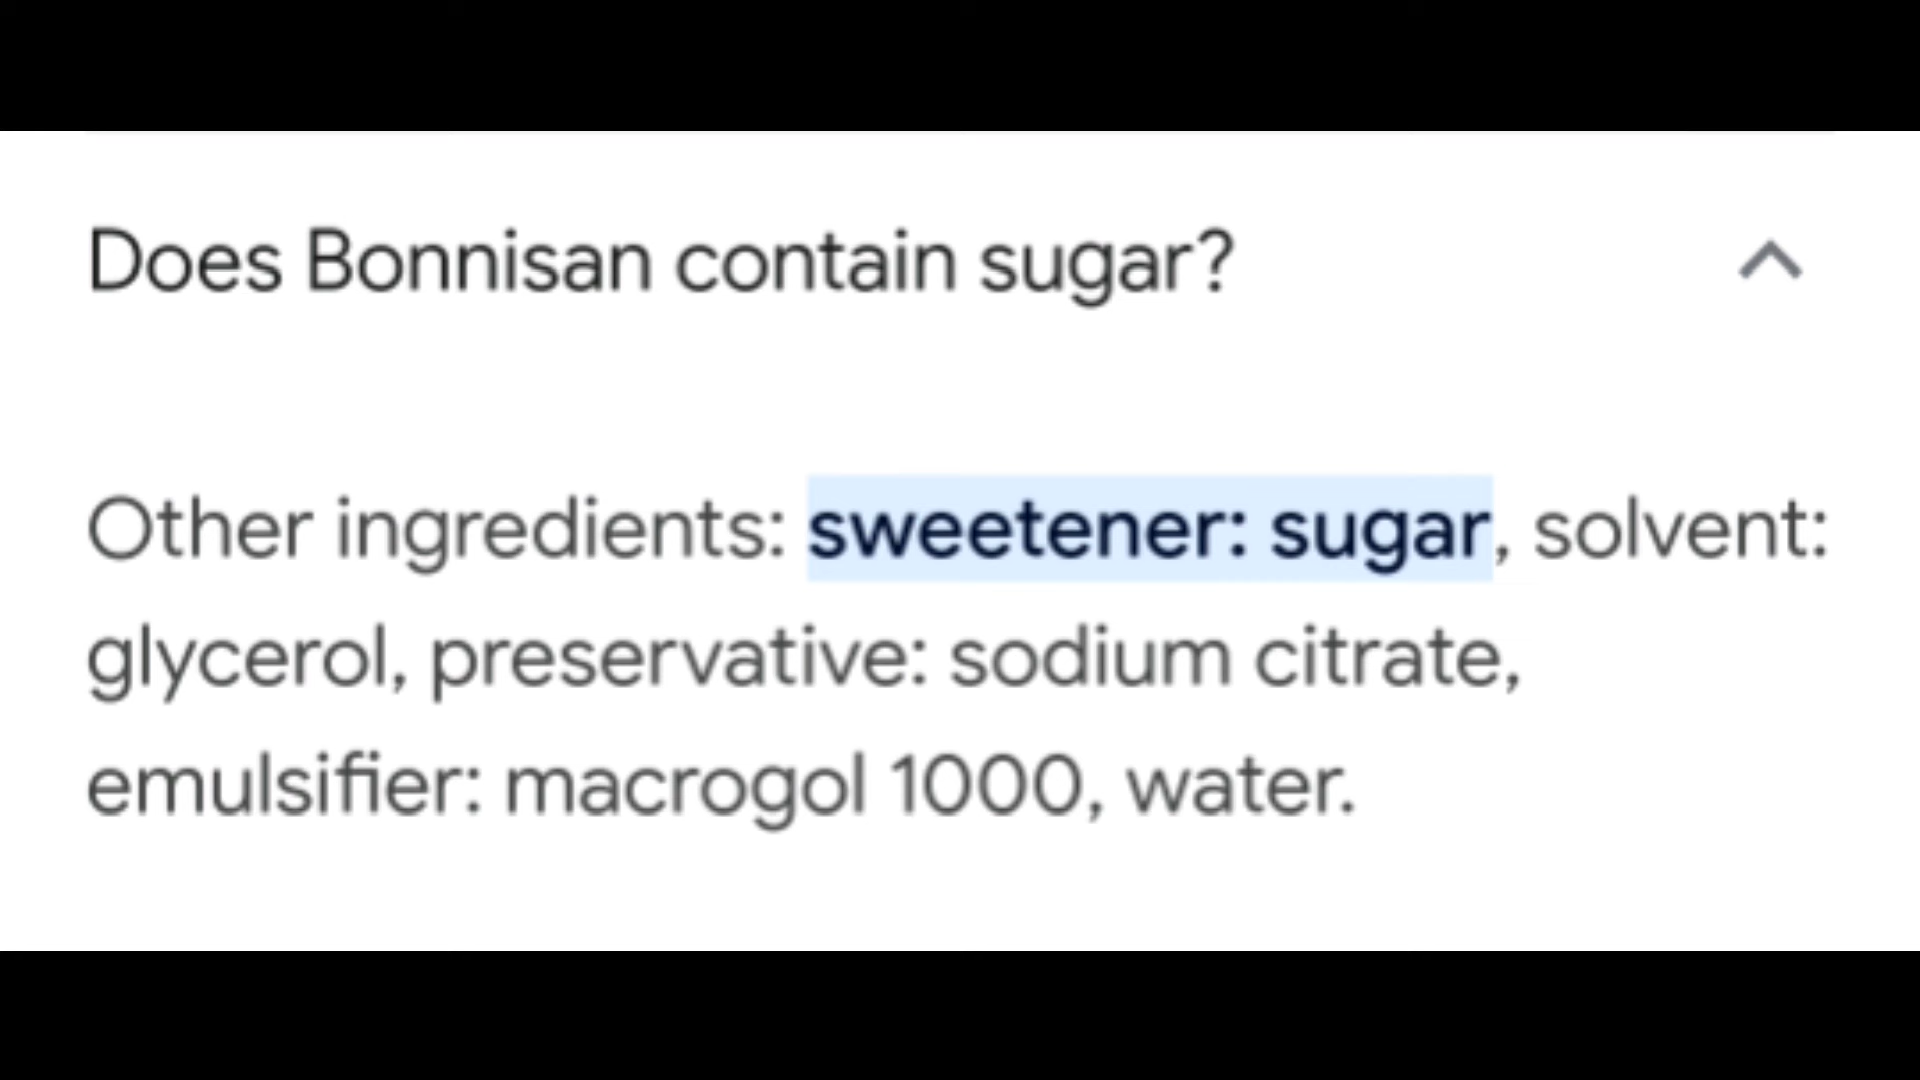 Does Bonnisan contain sugar?
Other ingredients: sweetener: sugar, solvent:
glycerol, preservative: sodium citrate,
emulsifier: macrogol 1000, water.